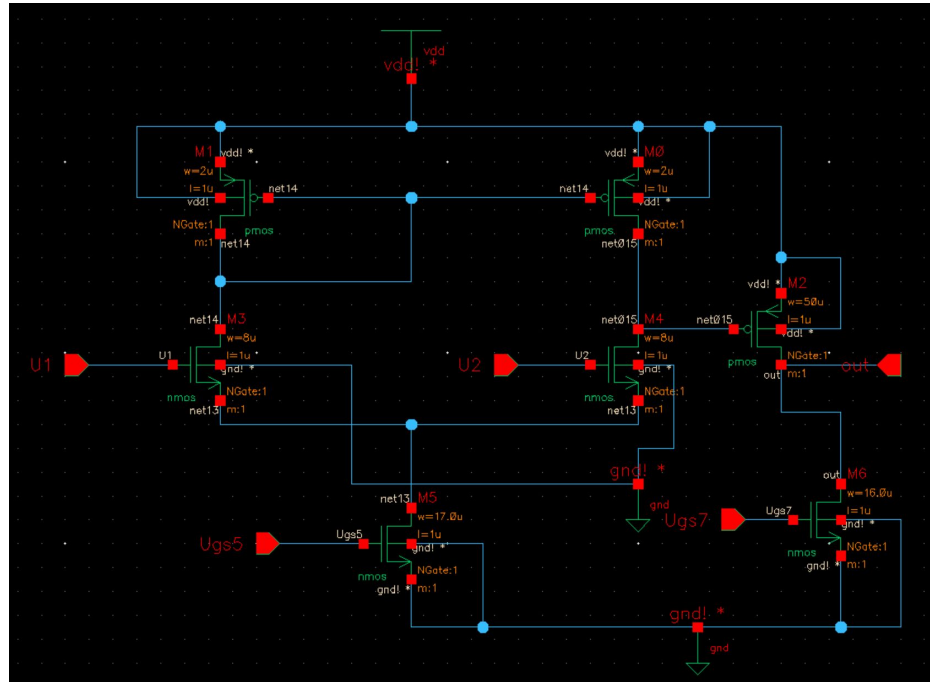 vdd
vdd! *
M1
vdd! *
w=2u
l=1u
vdd!
net14
NGate:1
m:1
pmos
net14
vdd! *
M0
w=2u
net14
l=1u
vdd! *
NGate:1
pmos
m:1
net015
vdd! *
M2
w=50u
net015
l=1u
vdd! *
pmos
NGate:1
out
m:1
out
net14
M3
w=8u
U1
U1
l=1u
gnd! *
NGate:1
nmos
net13
m:1
net015
M4
w=8u
U2
U2
l=1u
gnd! *
NGate:1
nmos
net13
m:1
gnd! *
gnd
net13
M5
w=17.0u
Ugs5
Ugs5
l=1u
gnd! *
NGate:1
nmos
gnd! *
m:1
out
M6
w=16.0u
Ugs7
Ugs7
l=1u
gnd! *
NGate:1
nmos
gnd! *
m:1
gnd! *
gnd